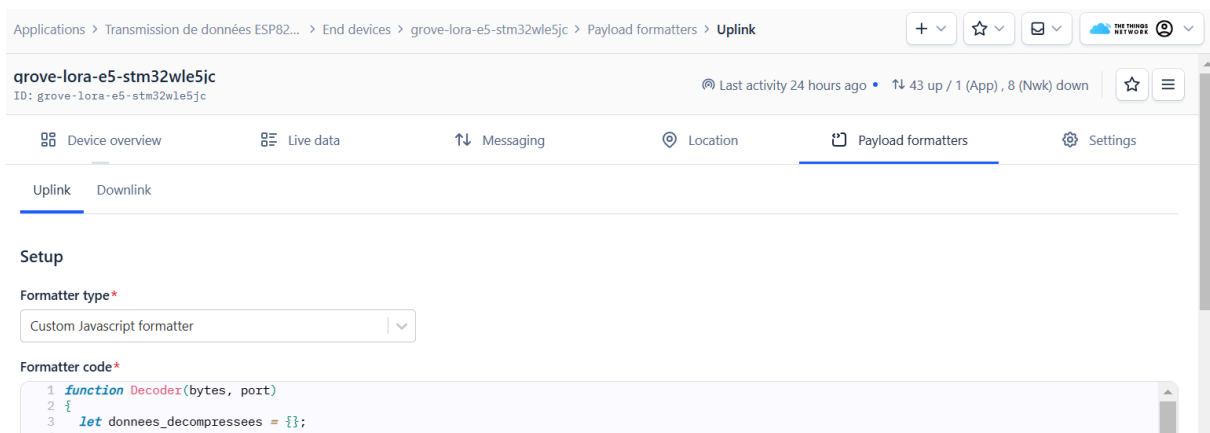 Applications > Transmission de données ESP82... > End devices > grove-lora-e5-stm32wle5jc > Payload formatters > Uplink
THE THINGS NETWORK
grove-lora-e5-stm32wle5jc
ID: grove-lora-e5-stm32wle5jc
Last activity 24 hours ago • 43 up / 1 (App) , 8 (Nwk) down
Device overview Live data Messaging Location Payload formatters Settings
Uplink Downlink
Setup
Formatter type*
Custom Javascript formatter
Formatter code*
1 function Decoder(bytes, port)
2 {
3 let donnees_decompressees = {};